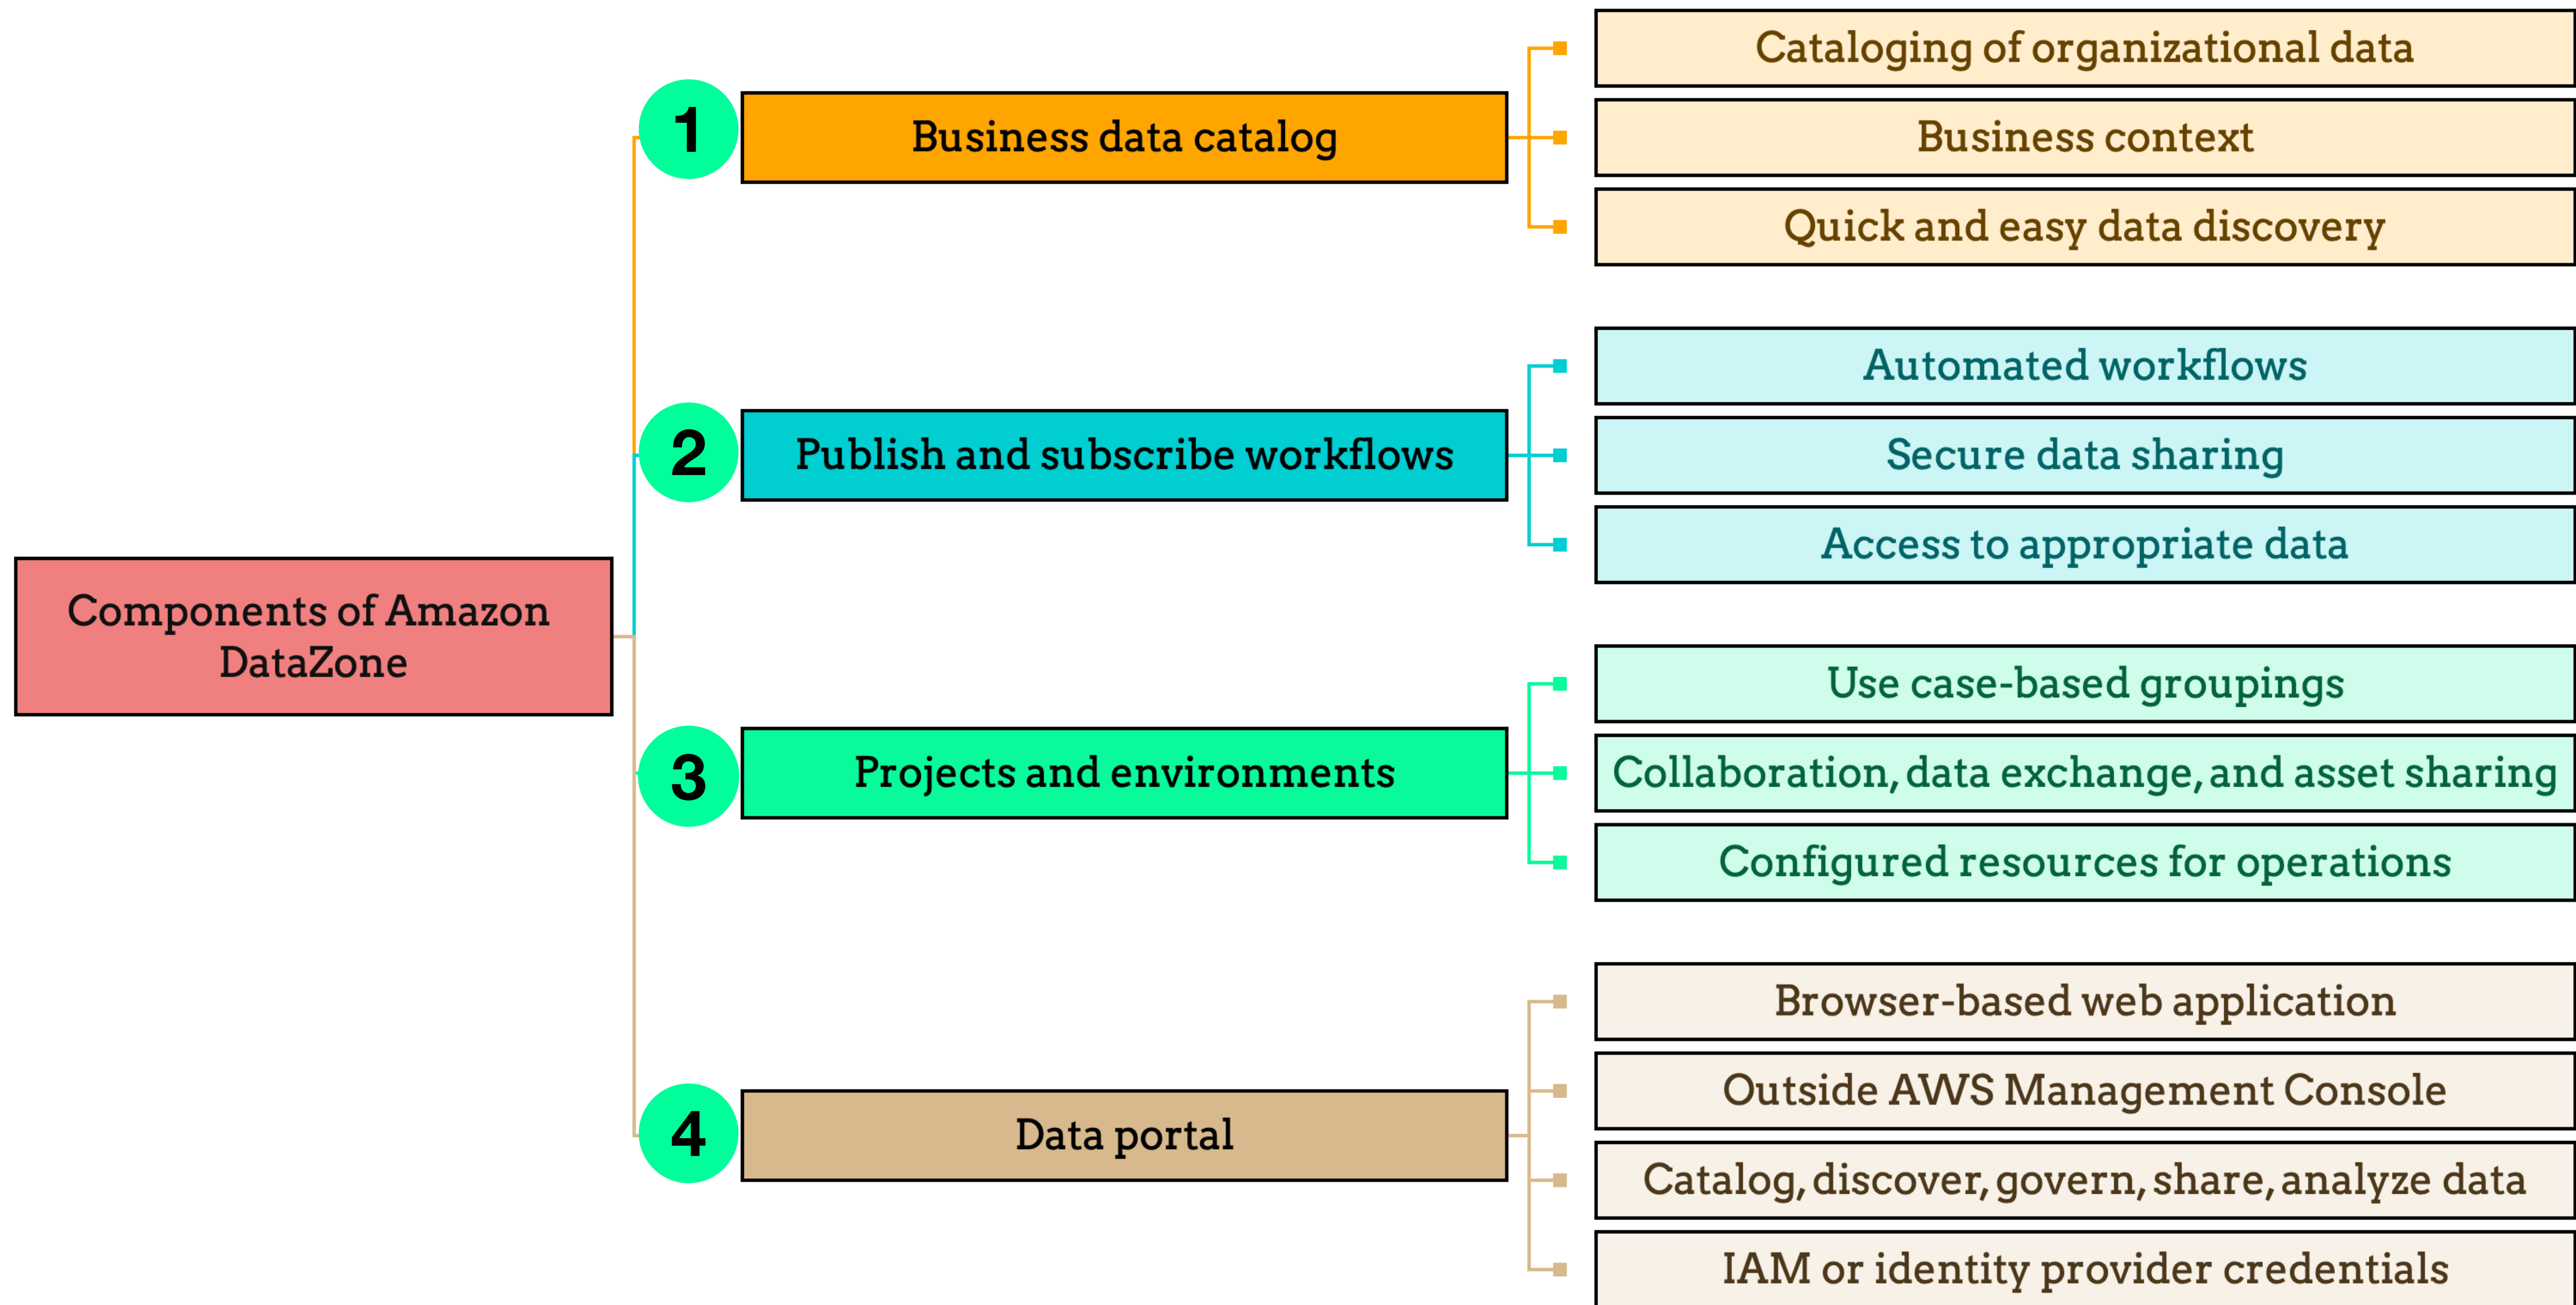 Components of Amazon
DataZone
1
Business data catalog
Cataloging of organizational data
Business context
Quick and easy data discovery
2
Publish and subscribe workflows
Automated workflows
Secure data sharing
Access to appropriate data
3
Projects and environments
Use case-based groupings
Collaboration, data exchange, and asset sharing
Configured resources for operations
4
Data portal
Browser-based web application
Outside AWS Management Console
Catalog, discover, govern, share, analyze data
IAM or identity provider credentials